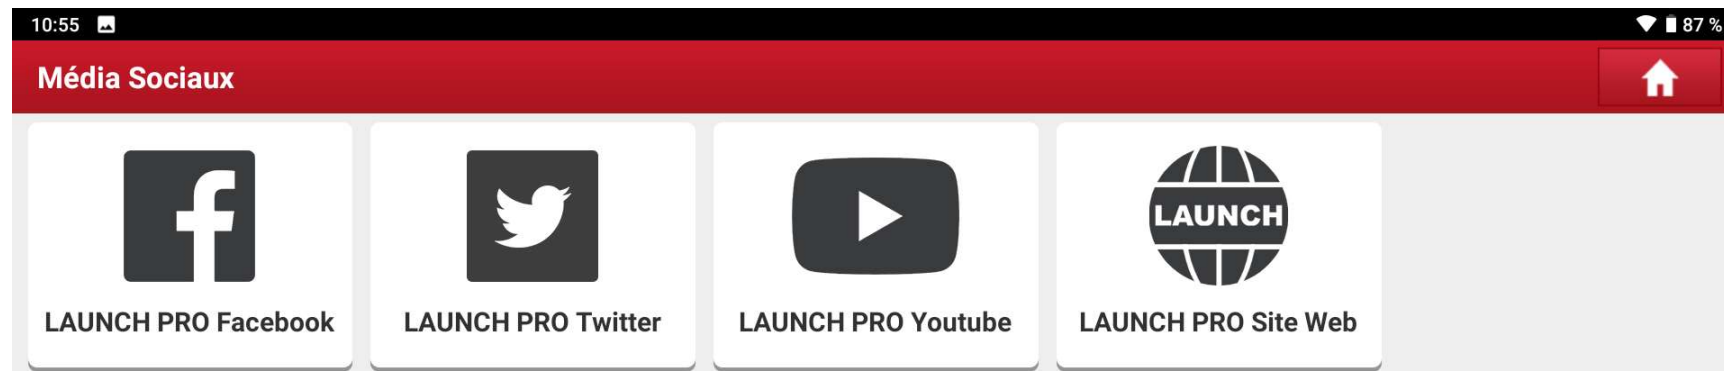 10:55 87 %
Média Sociaux
LAUNCH
LAUNCH PRO Facebook LAUNCH PRO Twitter LAUNCH PRO Youtube LAUNCH PRO Site Web